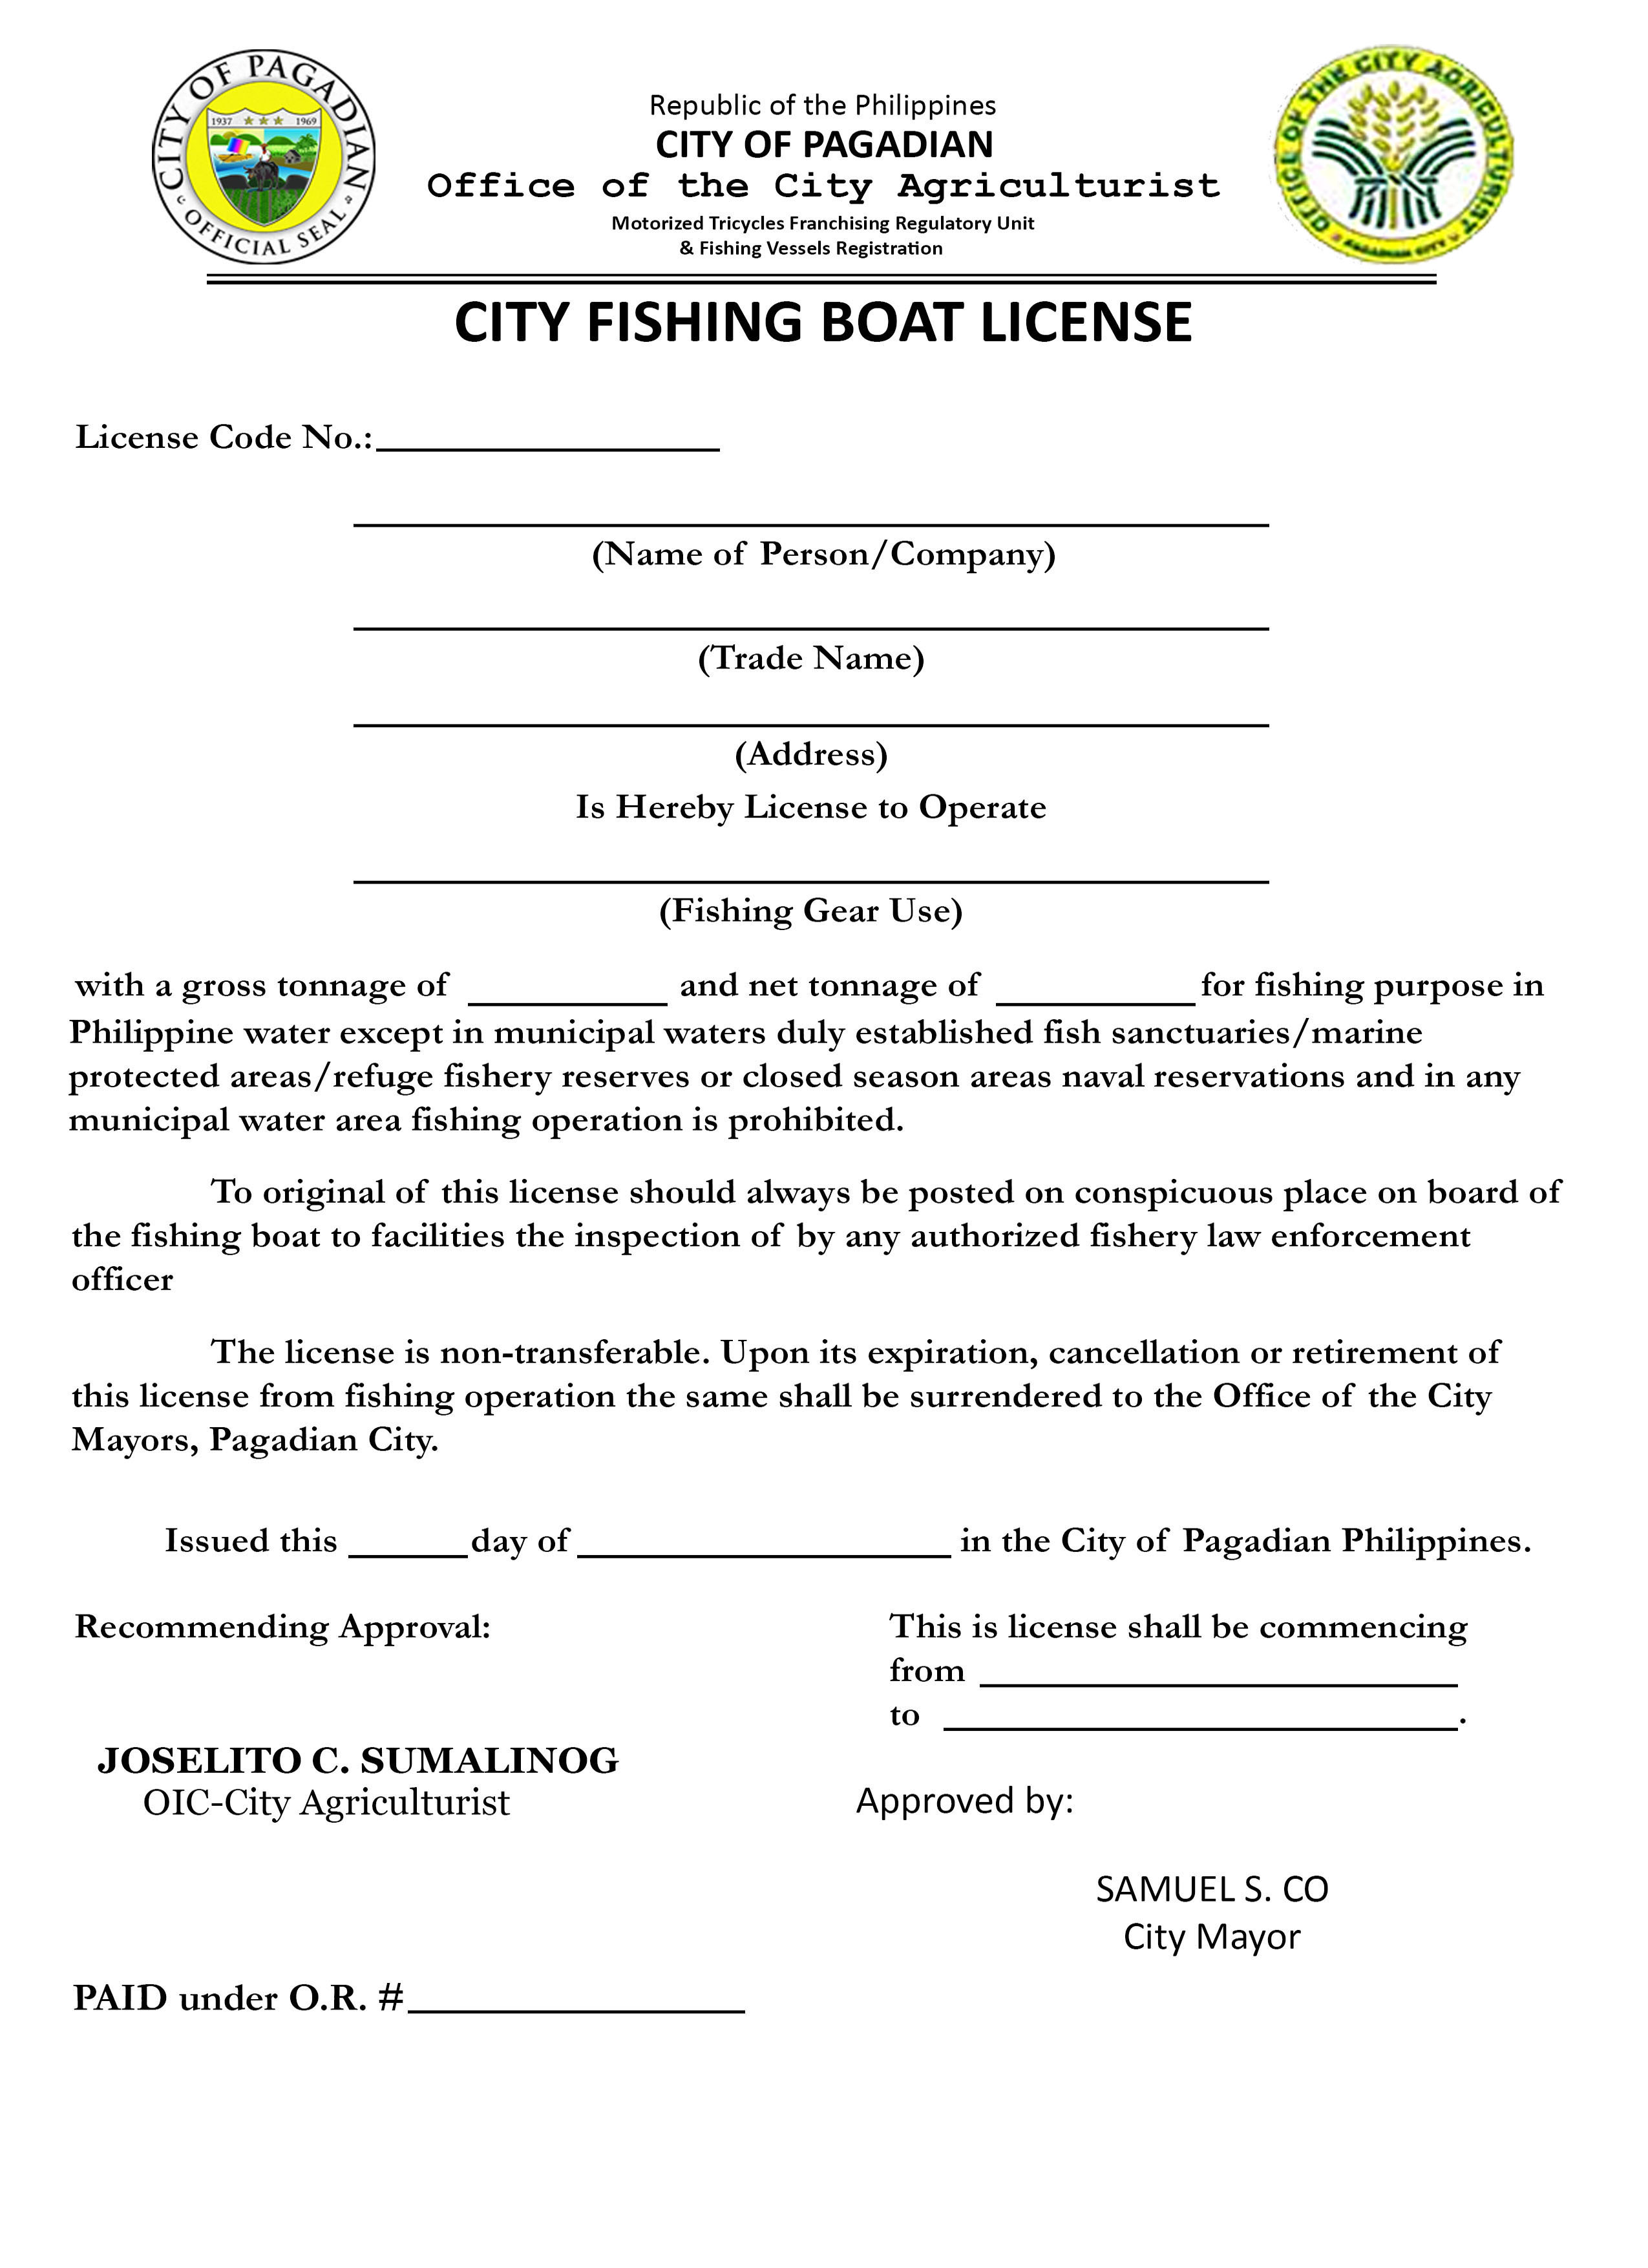 CITY OF PAGADIAN
1937 1969
OFFICIAL SEAL
Republic of the Philippines
CITY OF PAGADIAN
Office of the City Agriculturist
Motorized Tricycles Franchising Regulatory Unit
& Fishing Vessels Registration
OFFICE OF THE CITY AGRICULTURIST
PAGADIAN CITY
CITY FISHING BOAT LICENSE
License Code No.:
(Name of Person/Company)
(Trade Name)
(Address)
Is Hereby License to Operate
(Fishing Gear Use)
with a gross tonnage of and net tonnage of for fishing purpose in
Philippine water except in municipal waters duly established fish sanctuaries/marine
protected areas/refuge fishery reserves or closed season areas naval reservations and in any
municipal water area fishing operation is prohibited.
To original of this license should always be posted on conspicuous place on board of
the fishing boat to facilities the inspection of by any authorized fishery law enforcement
officer
The license is non-transferable. Upon its expiration, cancellation or retirement of
this license from fishing operation the same shall be surrendered to the Office of the City
Mayors, Pagadian City.
Issued this day of in the City of Pagadian Philippines.
Recommending Approval:
This is license shall be commencing
from
to .
JOSELITO C. SUMALINOG
OIC-City Agriculturist
Approved by:
SAMUEL S. CO
City Mayor
PAID under O.R. #